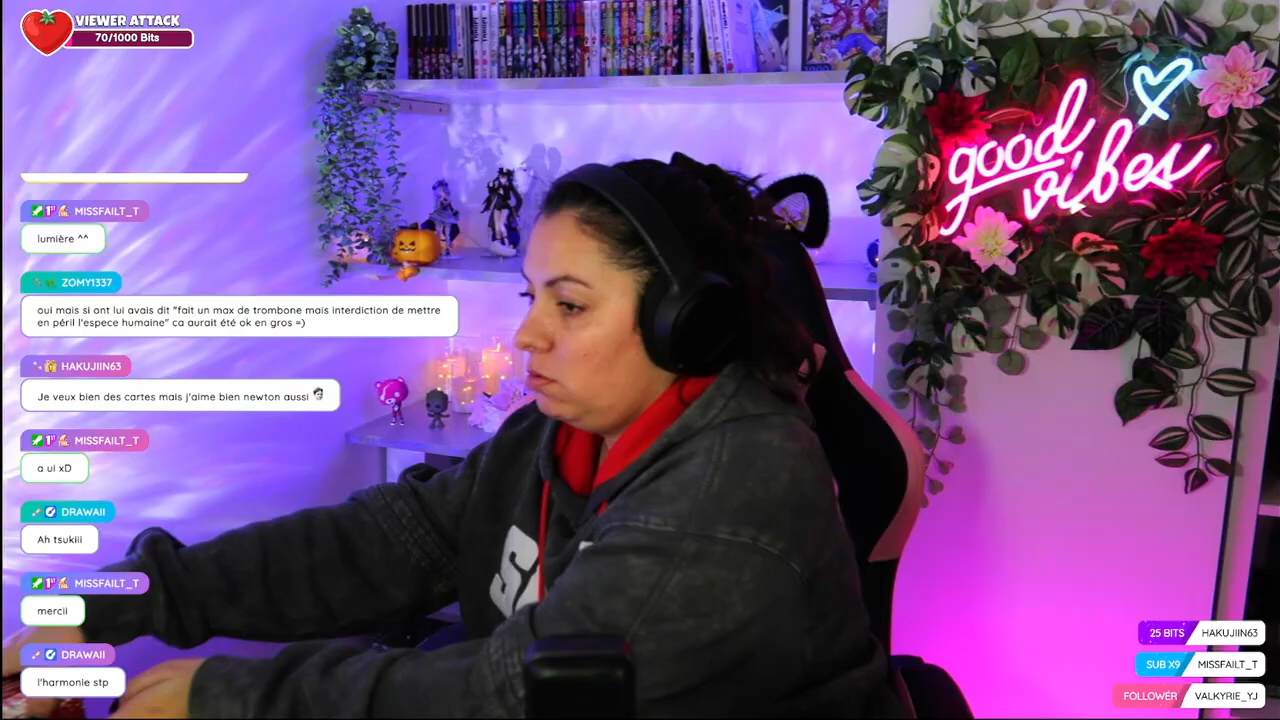 VIEWER ATTACK
70/1000 Bits
good
vibes
MISSFAILT_T
lumière ^^
ZOMY1337
oui mais si ont lui avais dit "fait un max de trombone mais interdiction de mettre
en péril l'espece humaine" ca aurait été ok en gros =)
HAKUJIIN63
Je veux bien des cartes mais j'aime bien newton aussi
MISSFAILT_T
a ui xD
DRAWAII
Ah tsukiii
MISSFAILT_T
mercii
DRAWAII
l'harmonie stp
25 BITS HAKUJIIN63
SUB X9 MISSFAILT_T
FOLLOWER VALKYRIE_YJ